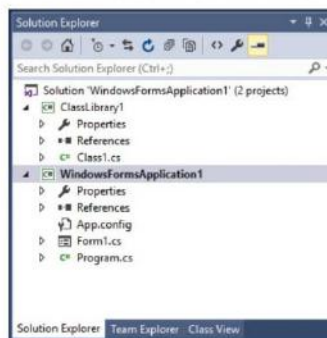 Solution Explorer
Search Solution Explorer (Ctrl+;)
Solution 'WindowsFormsApplication1' (2 projects)
C# ClassLibrary1
Properties
References
C# Class1.cs
C# WindowsFormsApplication1
Properties
References
App.config
Form1.cs
C# Program.cs
Solution Explorer Team Explorer Class View